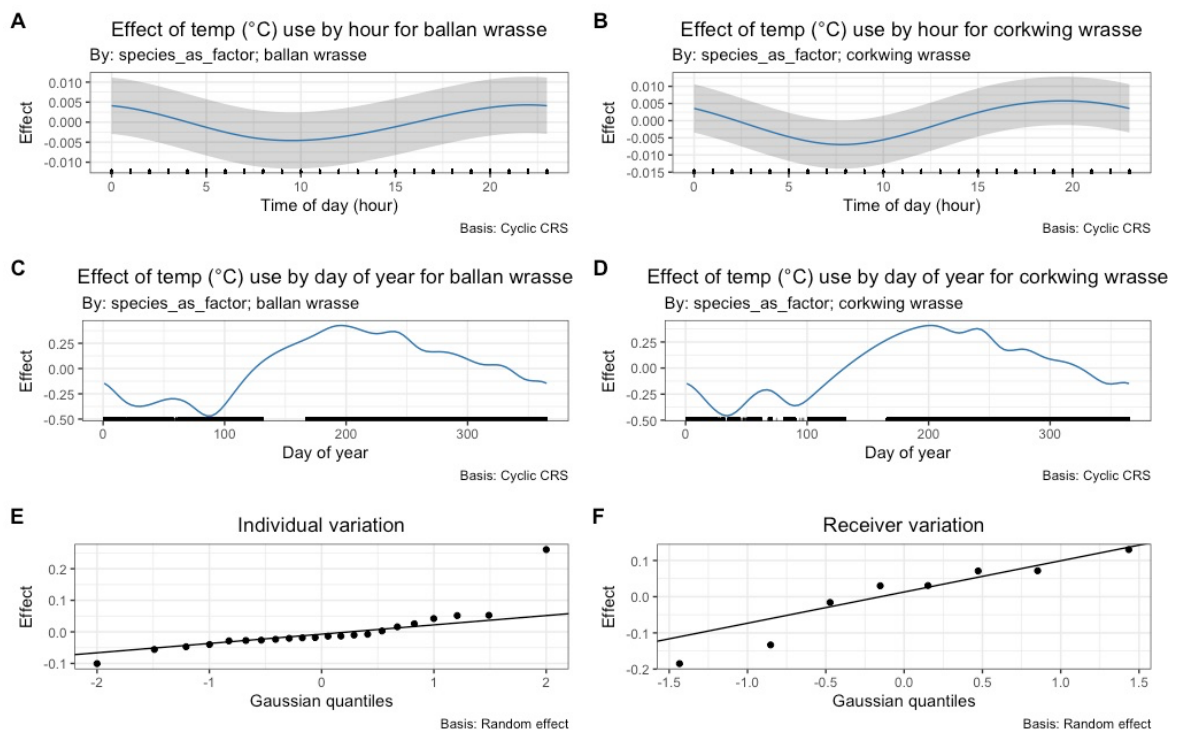 A
Effect of temp (°C) use by hour for ballan wrasse
By: species_as_factor; ballan wrasse
0.010
0.005
0.000
-0.005
-0.010
Effect
0 5 10 15 20
Time of day (hour)
Basis: Cyclic CRS
B
Effect of temp (°C) use by hour for corkwing wrasse
By: species_as_factor; corkwing wrasse
0.010
0.005
0.000
-0.005
-0.010
-0.015
Effect
0 5 10 15 20
Time of day (hour)
Basis: Cyclic CRS
C
Effect of temp (°C) use by day of year for ballan wrasse
By: species_as_factor; ballan wrasse
0.25
0.00
-0.25
-0.50
Effect
0 100 200 300
Day of year
Basis: Cyclic CRS
D
Effect of temp (°C) use by day of year for corkwing wrasse
By: species_as_factor; corkwing wrasse
0.25
0.00
-0.25
-0.50
Effect
0 100 200 300
Day of year
Basis: Cyclic CRS
E
Individual variation
0.2
0.1
0.0
-0.1
Effect
-2 -1 0 1 2
Gaussian quantiles
Basis: Random effect
F
Receiver variation
0.1
0.0
-0.1
-0.2
Effect
-1.5 -1.0 -0.5 0.0 0.5 1.0 1.5
Gaussian quantiles
Basis: Random effect